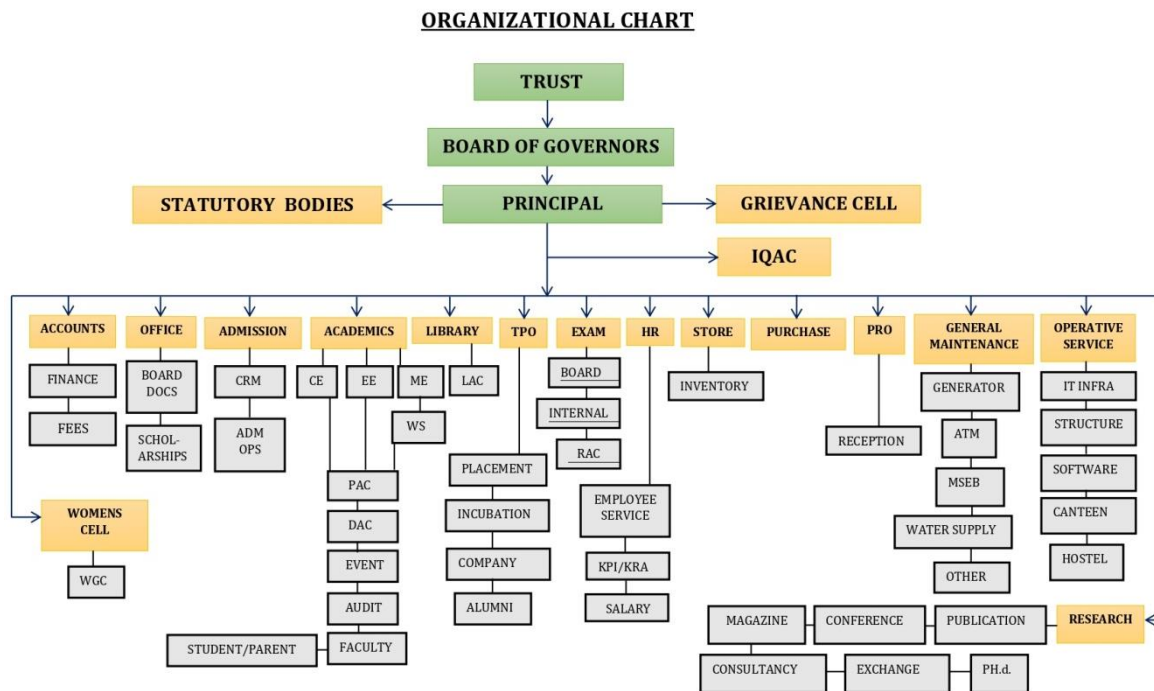 ORGANIZATIONAL CHART
TRUST
BOARD OF GOVERNORS
STATUTORY BODIES
PRINCIPAL
GRIEVANCE CELL
IQAC
ACCOUNTS
FINANCE
FEES
OFFICE
BOARD
DOCS
SCHOL-
ARSHIPS
ADMISSION
CRM
ADM
OPS
ACADEMICS
CE
EE
ME
WS
PAC
DAC
EVENT
AUDIT
FACULTY
STUDENT/PARENT
LIBRARY
LAC
TPO
PLACEMENT
INCUBATION
COMPANY
ALUMNI
EXAM
BOARD
INTERNAL
RAC
HR
EMPLOYEE
SERVICE
KPI/KRA
SALARY
STORE
INVENTORY
PURCHASE
PRO
RECEPTION
GENERAL
MAINTENANCE
GENERATOR
ATM
MSEB
WATER SUPPLY
OTHER
OPERATIVE
SERVICE
IT INFRA
STRUCTURE
SOFTWARE
CANTEEN
HOSTEL
WOMENS
CELL
WGC
RESEARCH
PUBLICATION
CONFERENCE
MAGAZINE
CONSULTANCY
EXCHANGE
PH.d.